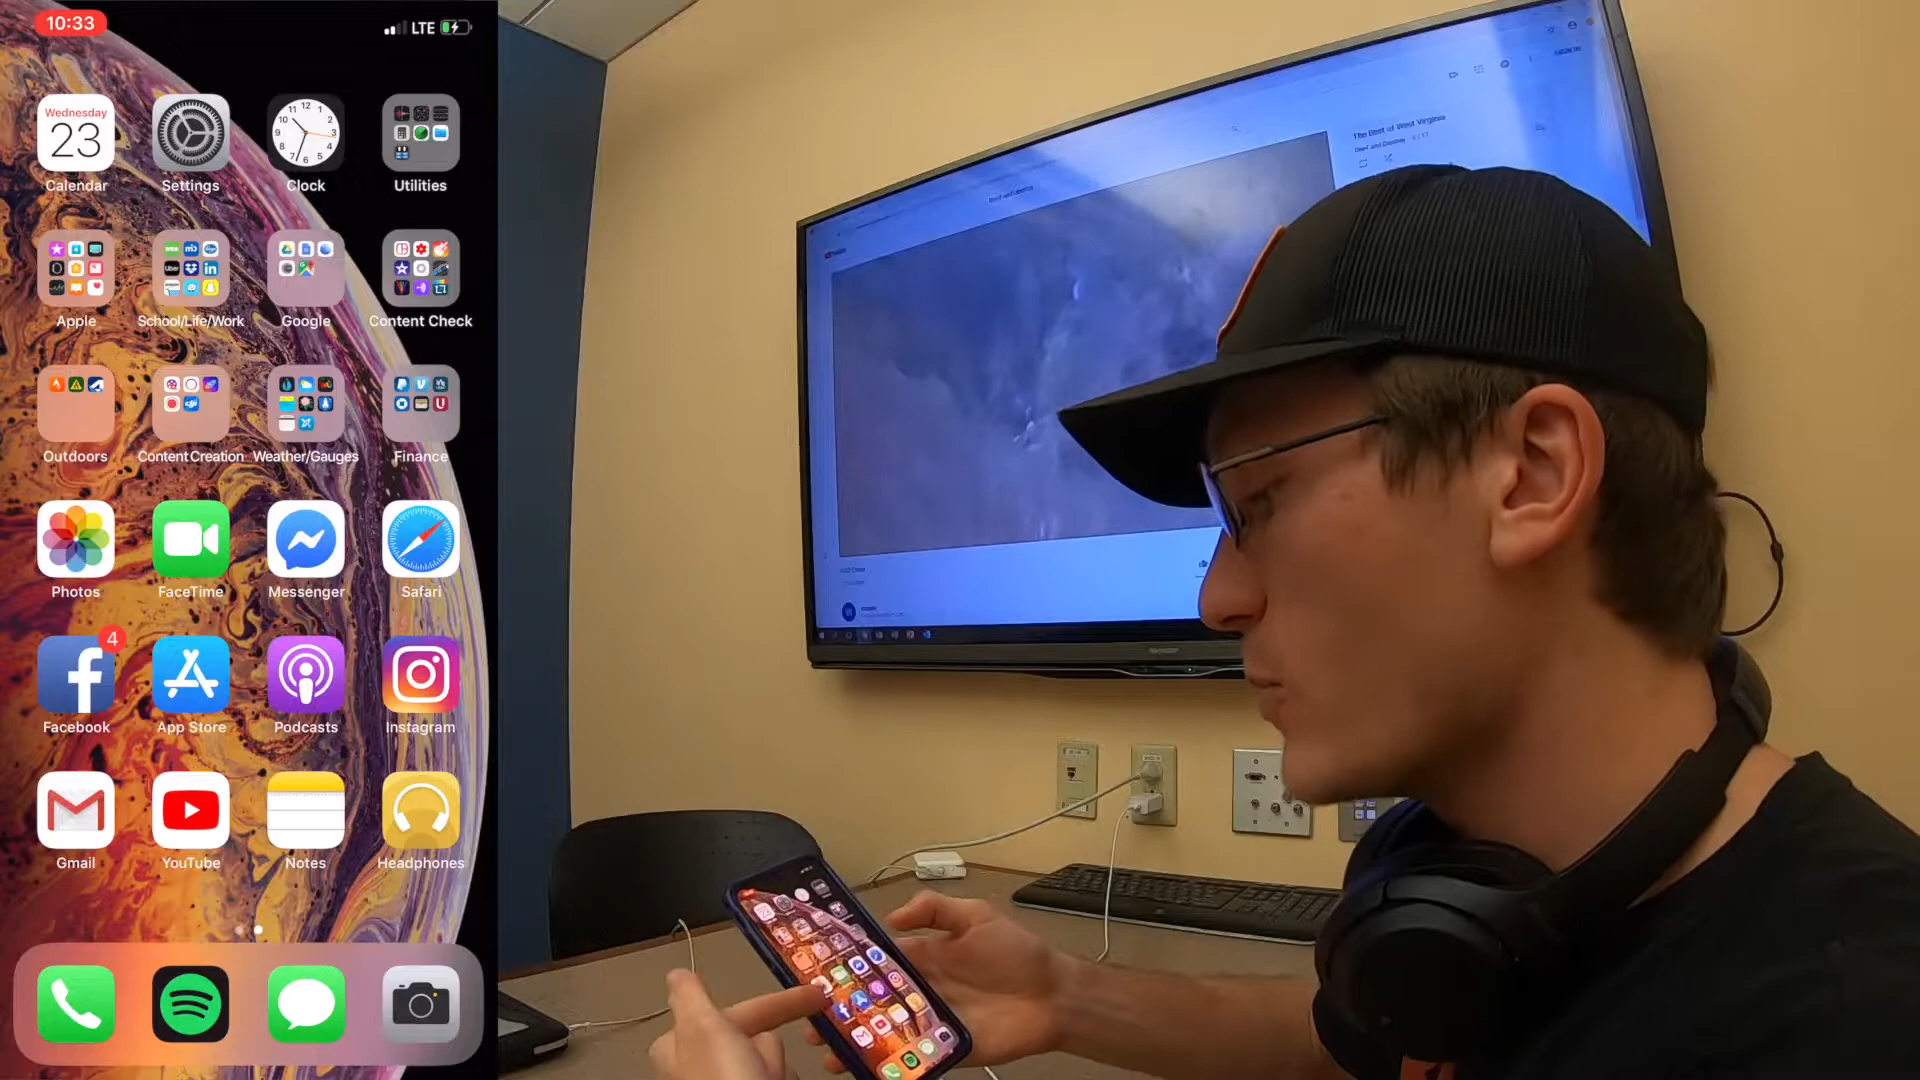 10:33
LTE
Wednesday
23
Calendar
Settings
Clock
Utilities
Apple
School/Life/Work
Google
Content Check
Outdoors
Content Creation
Weather/Gauges
Finance
Photos
FaceTime
Messenger
Safari
4
Facebook
App Store
Podcasts
Instagram
Gmail
YouTube
Notes
Headphones
The Best of West Virginia
SHARP